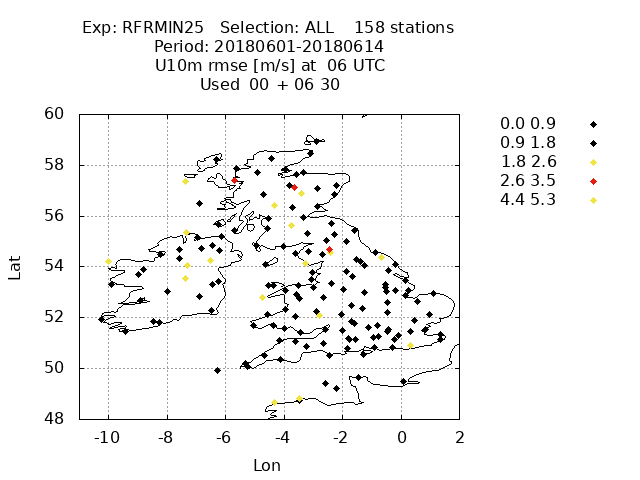 Exp: RFRMIN25 Selection: ALL 158 stations
Period: 20180601-20180614
U10m rmse [m/s] at 06 UTC
Used 00 + 06 30
60
58
56
54
52
50
48
Lat
-10 -8 -6 -4 -2 0 2
Lon
0.0 0.9
0.9 1.8
1.8 2.6
2.6 3.5
4.4 5.3